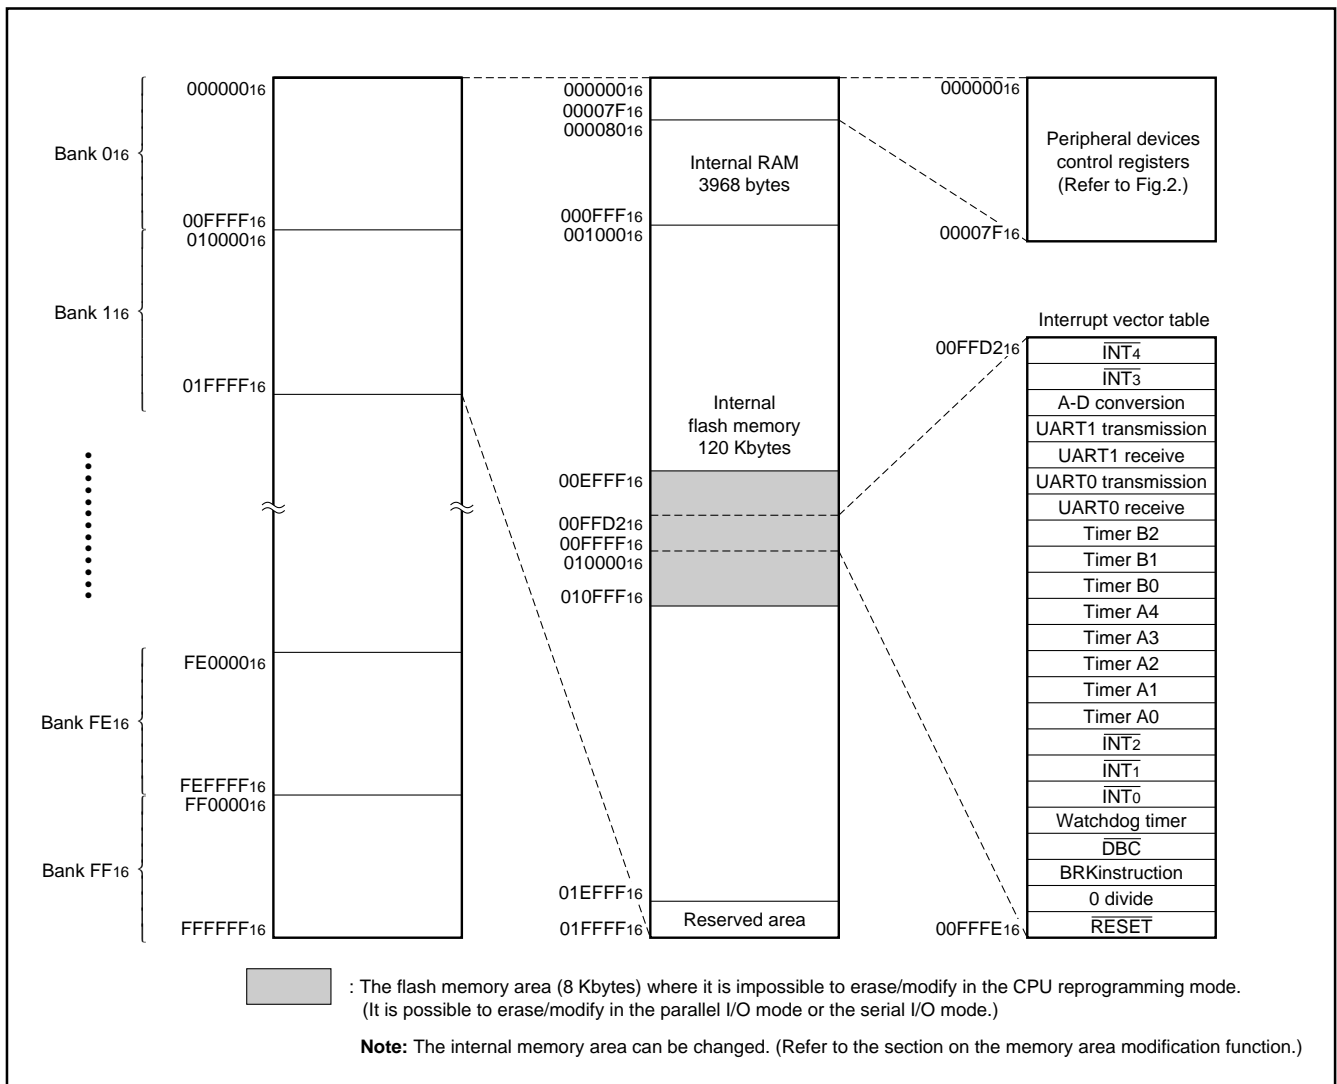 Bank 016
Bank 116
Bank FE16
Bank FF16
00000016
00FFFF16
01000016
01FFFF16
FE000016
FEFFFF16
FF000016
FFFFFF16
00000016
00007F16
00008016
Internal RAM
3968 bytes
000FFF16
00100016
Internal
flash memory
120 Kbytes
00EFFF16
00FFD216
00FFFF16
01000016
010FFF16
01EFFF16
Reserved area
01FFFF16
00000016
Peripheral devices
control registers
(Refer to Fig.2.)
00007F16
Interrupt vector table
00FFD216
INT4
INT3
A-D conversion
UART1 transmission
UART1 receive
UART0 transmission
UART0 receive
Timer B2
Timer B1
Timer B0
Timer A4
Timer A3
Timer A2
Timer A1
Timer A0
INT2
INT1
INT0
Watchdog timer
DBC
BRKinstruction
0 divide
00FFFE16
RESET
: The flash memory area (8 Kbytes) where it is impossible to erase/modify in the CPU reprogramming mode.
(It is possible to erase/modify in the parallel I/O mode or the serial I/O mode.)
Note: The internal memory area can be changed. (Refer to the section on the memory area modification function.)